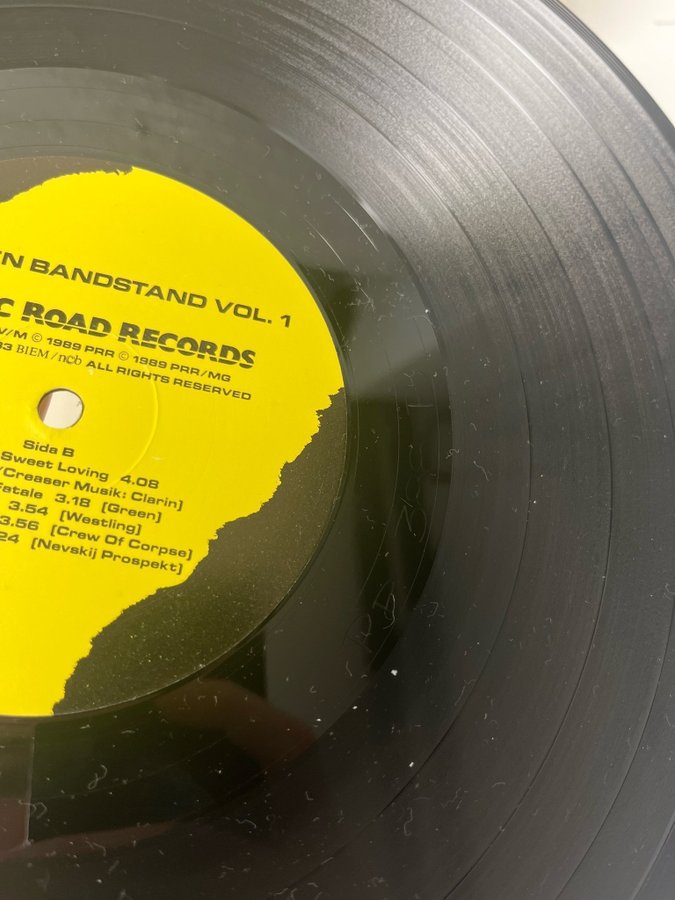 BANDSTAND VOL. 1
ROAD RECORDS
V/M © 1989 PRR © 1989 PRR/MG
BIEM/ncb ALL RIGHTS RESERVED
Sida B
Sweet Loving 4.08
/Creaser Musik: Clarin]
Fatale 3.18 [Green]
3.54 [Westling]
3.56 [Crew Of Corpse]
24 [Nevskij Prospekt]